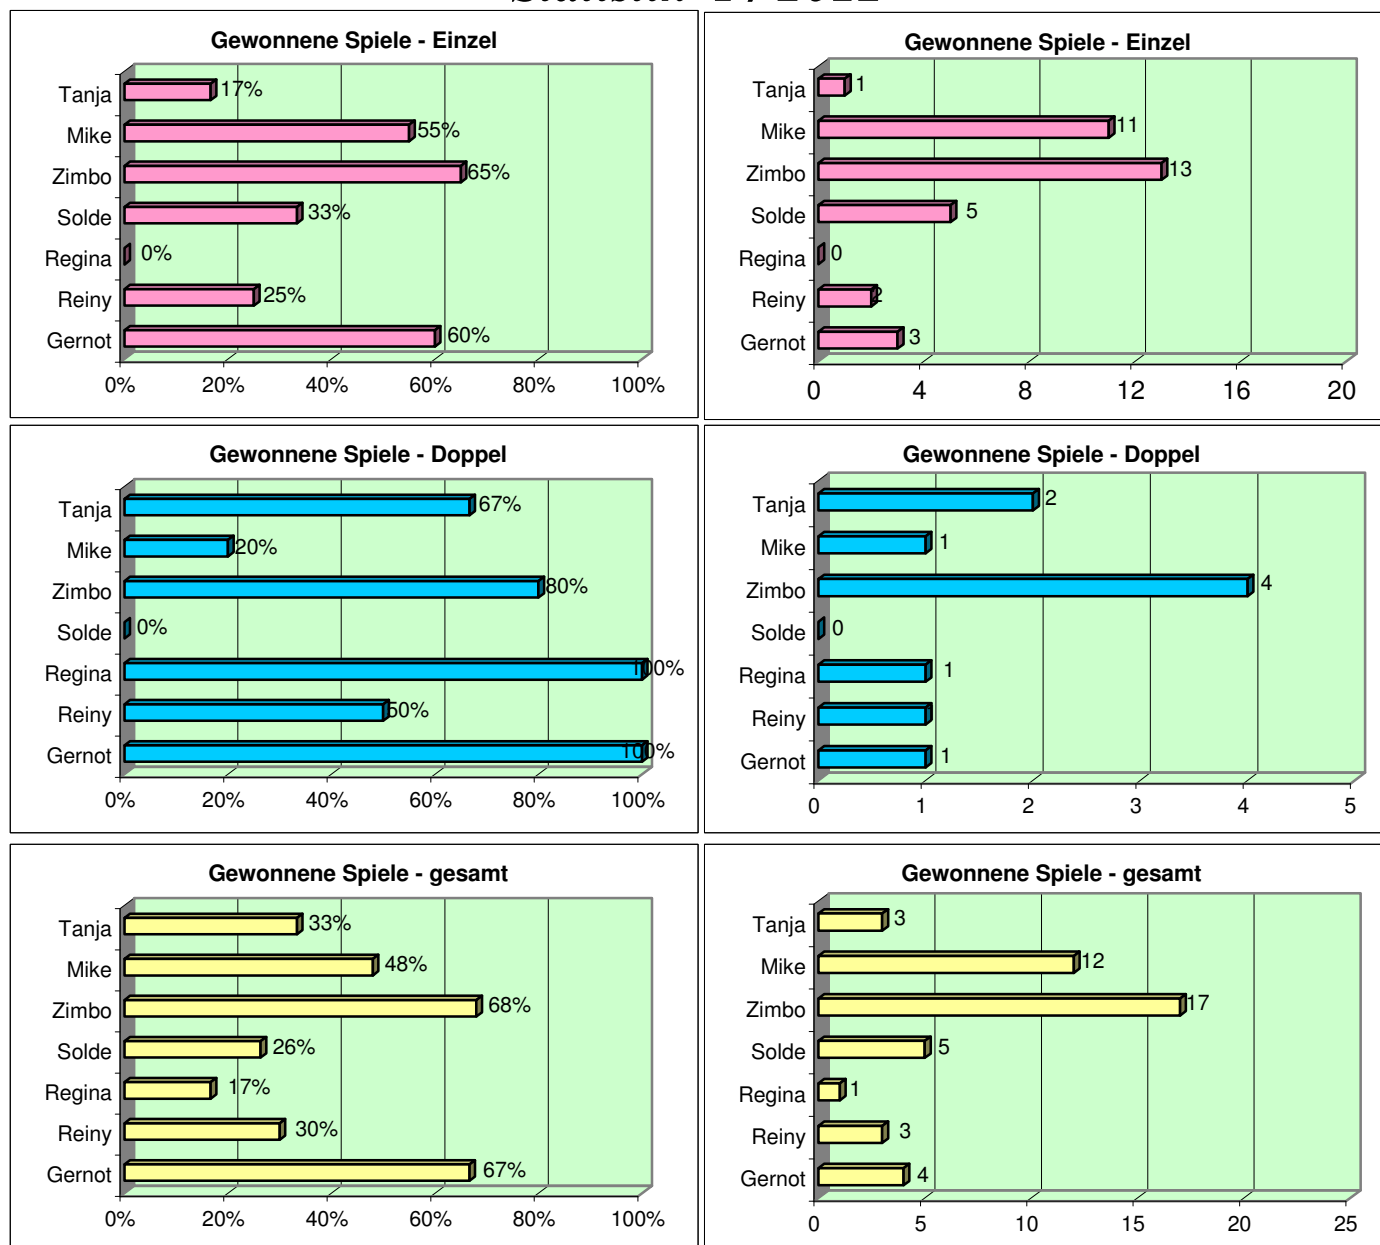 Gewonnene Spiele - Einzel
Tanja 17%
Mike 55%
Zimbo 65%
Solde 33%
Regina 0%
Reiny 25%
Gernot 60%
0% 20% 40% 60% 80% 100%
Gewonnene Spiele - Einzel
Tanja 1
Mike 11
Zimbo 13
Solde 5
Regina 0
Reiny 2
Gernot 3
0 4 8 12 16 20
Gewonnene Spiele - Doppel
Tanja 67%
Mike 20%
Zimbo 80%
Solde 0%
Regina 100%
Reiny 50%
Gernot 100%
0% 20% 40% 60% 80% 100%
Gewonnene Spiele - Doppel
Tanja 2
Mike 1
Zimbo 4
Solde 0
Regina 1
Reiny
Gernot 1
0 1 2 3 4 5
Gewonnene Spiele - gesamt
Tanja 33%
Mike 48%
Zimbo 68%
Solde 26%
Regina 17%
Reiny 30%
Gernot 67%
0% 20% 40% 60% 80% 100%
Gewonnene Spiele - gesamt
Tanja 3
Mike 12
Zimbo 17
Solde 5
Regina 1
Reiny 3
Gernot 4
0 5 10 15 20 25